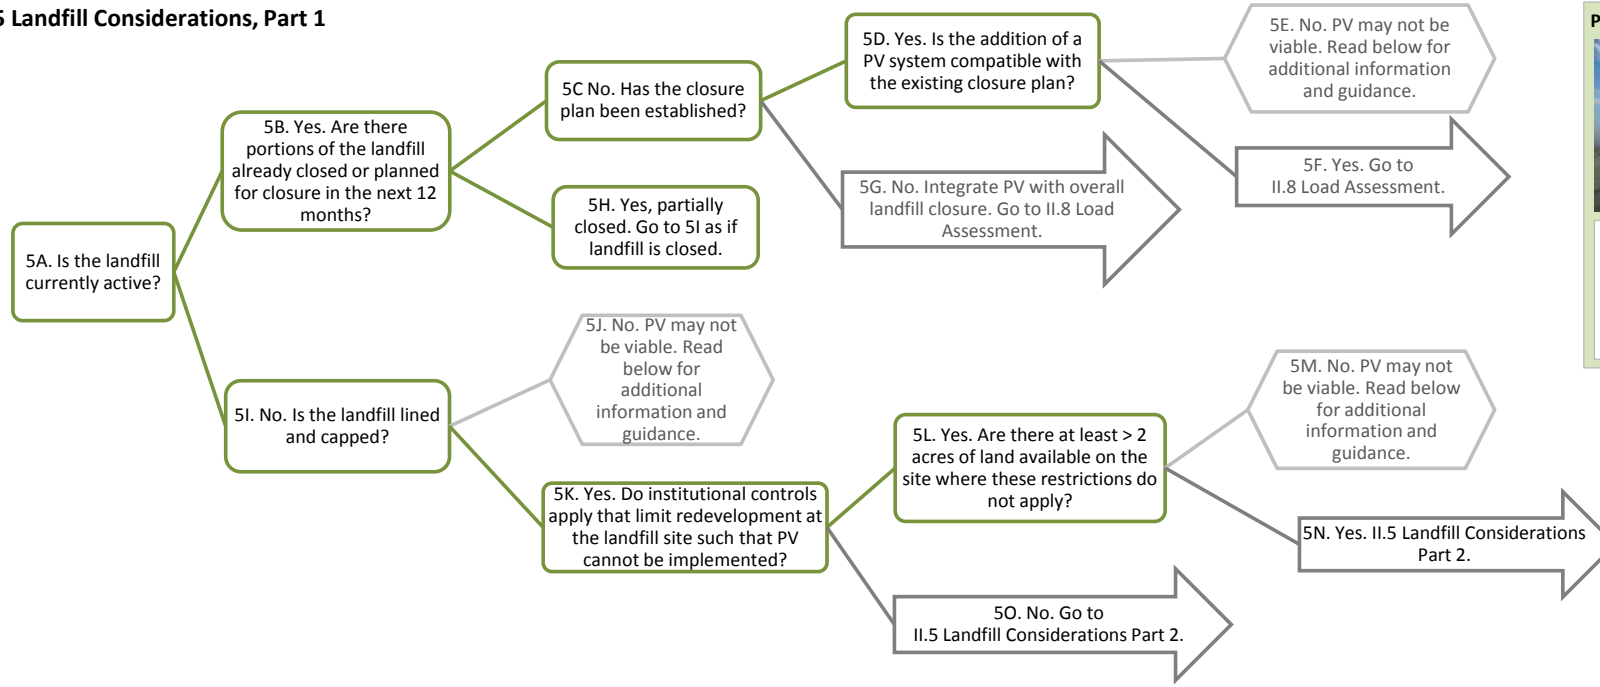 5 Landfill Considerations, Part 1
5A. Is the landfill
currently active?
5B. Yes. Are there
portions of the landfill
already closed or planned
for closure in the next 12
months?
5C No. Has the closure
plan been established?
5D. Yes. Is the addition of a
PV system compatible with
the existing closure plan?
5E. No. PV may not be
viable. Read below for
additional information
and guidance.
5F. Yes. Go to
II.8 Load Assessment.
5G. No. Integrate PV with overall
landfill closure. Go to II.8 Load
Assessment.
5H. Yes, partially
closed. Go to 5I as if
landfill is closed.
5I. No. Is the landfill lined
and capped?
5J. No. PV may not
be viable. Read
below for
additional
information and
guidance.
5K. Yes. Do institutional controls
apply that limit redevelopment at
the landfill site such that PV
cannot be implemented?
5L. Yes. Are there at least > 2
acres of land available on the
site where these restrictions do
not apply?
5M. No. PV may not
be viable. Read below
for additional
information and
guidance.
5N. Yes. II.5 Landfill Considerations
Part 2.
5O. No. Go to
II.5 Landfill Considerations Part 2.
P